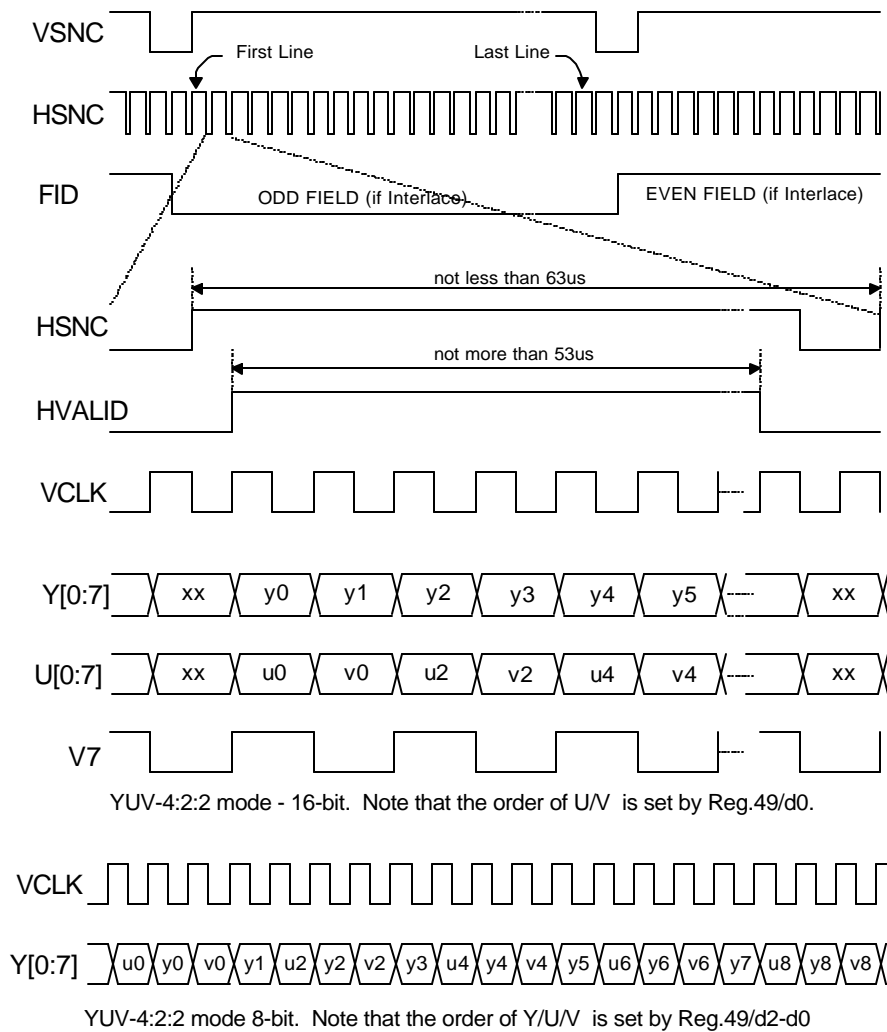 VSNC
First Line
Last Line
HSNC
FID
ODD FIELD (if Interlace)
EVEN FIELD (if Interlace)
not less than 63us
HSNC
not more than 53us
HVALID
VCLK
Y[0:7] xx y0 y1 y2 y3 y4 y5 xx
U[0:7] xx u0 v0 u2 v2 u4 v4 xx
V7
YUV-4:2:2 mode - 16-bit. Note that the order of U/V is set by Reg.49/d0.
VCLK
Y[0:7] u0 y0 v0 y1 u2 y2 v2 y3 u4 y4 v4 y5 u6 y6 v6 y7 u8 y8 v8
YUV-4:2:2 mode 8-bit. Note that the order of Y/U/V is set by Reg.49/d2-d0